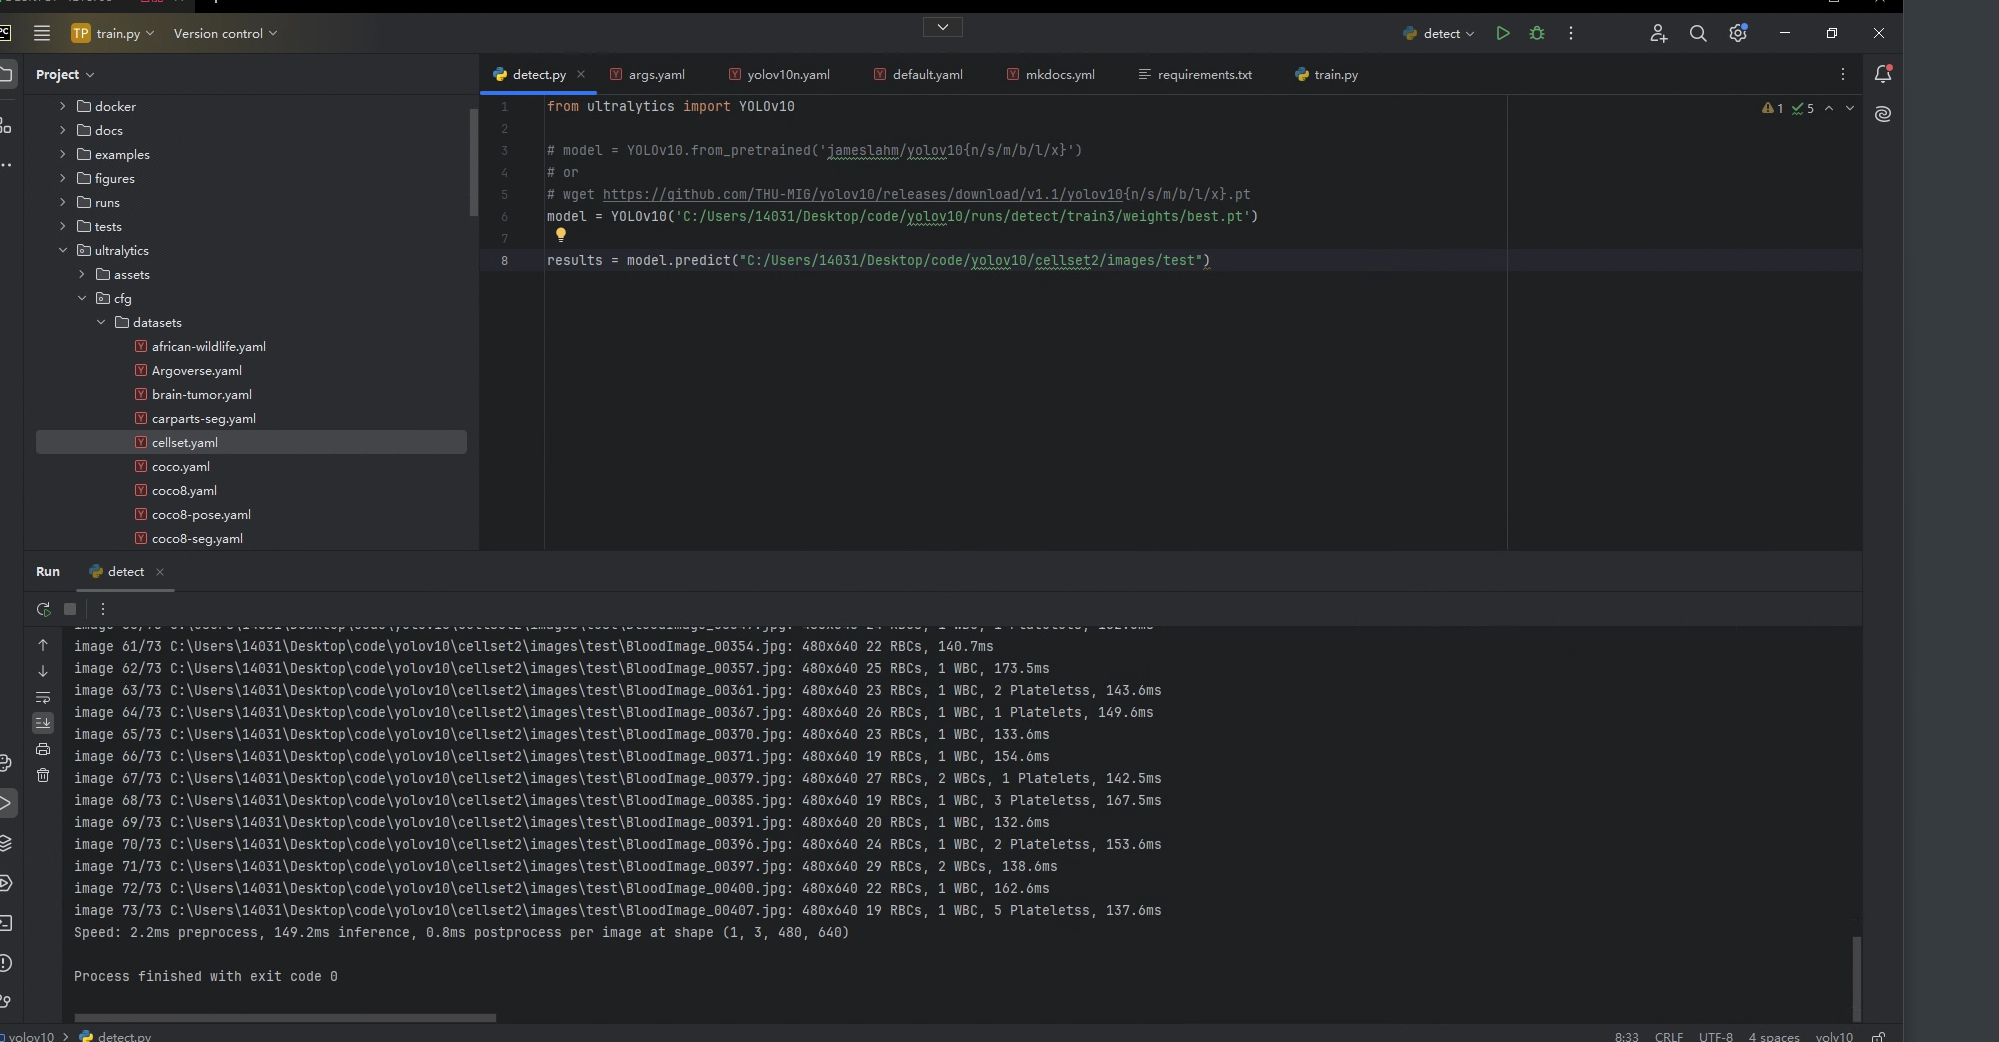 TP train.py Version control detect
Project
docker
docs
examples
figures
runs
tests
ultralytics
assets
cfg
datasets
african-wildlife.yaml
Argoverse.yaml
brain-tumor.yaml
carparts-seg.yaml
cellset.yaml
coco.yaml
coco8.yaml
coco8-pose.yaml
coco8-seg.yaml
detect.py args.yaml yolov10n.yaml default.yaml mkdocs.yml requirements.txt train.py
1 from ultralytics import YOLOv10
2
3 # model = YOLOv10.from_pretrained('jameslahm/yolov10{n/s/m/b/l/x}')
4 # or
5 # wget https://github.com/THU-MIG/yolov10/releases/download/v1.1/yolov10{n/s/m/b/l/x}.pt
6 model = YOLOv10('C:/Users/14031/Desktop/code/yolov10/runs/detect/train3/weights/best.pt')
7
8 results = model.predict("C:/Users/14031/Desktop/code/yolov10/cellset2/images/test")
1 5
Run detect
image 61/73 C:\Users\14031\Desktop\code\yolov10\cellset2\images\test\BloodImage_00354.jpg: 480x640 22 RBCs, 140.7ms
image 62/73 C:\Users\14031\Desktop\code\yolov10\cellset2\images\test\BloodImage_00357.jpg: 480x640 25 RBCs, 1 WBC, 173.5ms
image 63/73 C:\Users\14031\Desktop\code\yolov10\cellset2\images\test\BloodImage_00361.jpg: 480x640 23 RBCs, 1 WBC, 2 Plateletss, 143.6ms
image 64/73 C:\Users\14031\Desktop\code\yolov10\cellset2\images\test\BloodImage_00367.jpg: 480x640 26 RBCs, 1 WBC, 1 Platelets, 149.6ms
image 65/73 C:\Users\14031\Desktop\code\yolov10\cellset2\images\test\BloodImage_00370.jpg: 480x640 23 RBCs, 1 WBC, 133.6ms
image 66/73 C:\Users\14031\Desktop\code\yolov10\cellset2\images\test\BloodImage_00371.jpg: 480x640 19 RBCs, 1 WBC, 154.6ms
image 67/73 C:\Users\14031\Desktop\code\yolov10\cellset2\images\test\BloodImage_00379.jpg: 480x640 27 RBCs, 2 WBCs, 1 Platelets, 142.5ms
image 68/73 C:\Users\14031\Desktop\code\yolov10\cellset2\images\test\BloodImage_00385.jpg: 480x640 19 RBCs, 1 WBC, 3 Plateletss, 167.5ms
image 69/73 C:\Users\14031\Desktop\code\yolov10\cellset2\images\test\BloodImage_00391.jpg: 480x640 20 RBCs, 1 WBC, 132.6ms
image 70/73 C:\Users\14031\Desktop\code\yolov10\cellset2\images\test\BloodImage_00396.jpg: 480x640 24 RBCs, 1 WBC, 2 Plateletss, 153.6ms
image 71/73 C:\Users\14031\Desktop\code\yolov10\cellset2\images\test\BloodImage_00397.jpg: 480x640 29 RBCs, 2 WBCs, 138.6ms
image 72/73 C:\Users\14031\Desktop\code\yolov10\cellset2\images\test\BloodImage_00400.jpg: 480x640 22 RBCs, 1 WBC, 162.6ms
image 73/73 C:\Users\14031\Desktop\code\yolov10\cellset2\images\test\BloodImage_00407.jpg: 480x640 19 RBCs, 1 WBC, 5 Plateletss, 137.6ms
Speed: 2.2ms preprocess, 149.2ms inference, 0.8ms postprocess per image at shape (1, 3, 480, 640)
Process finished with exit code 0
yolov10 detect.py 8:33 CRLF UTF-8 4 spaces yolv10